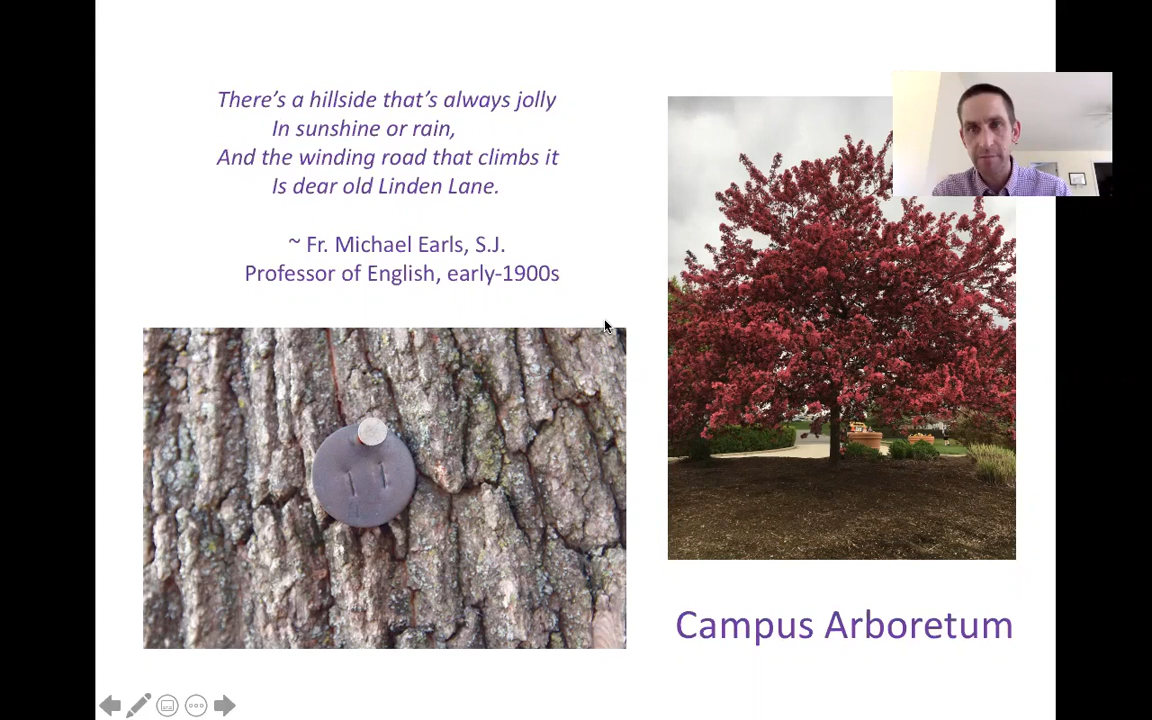 There’s a hillside that’s always jolly
In sunshine or rain,
And the winding road that climbs it
Is dear old Linden Lane.
~ Fr. Michael Earls, S.J.
Professor of English, early-1900s
11
Campus Arboretum